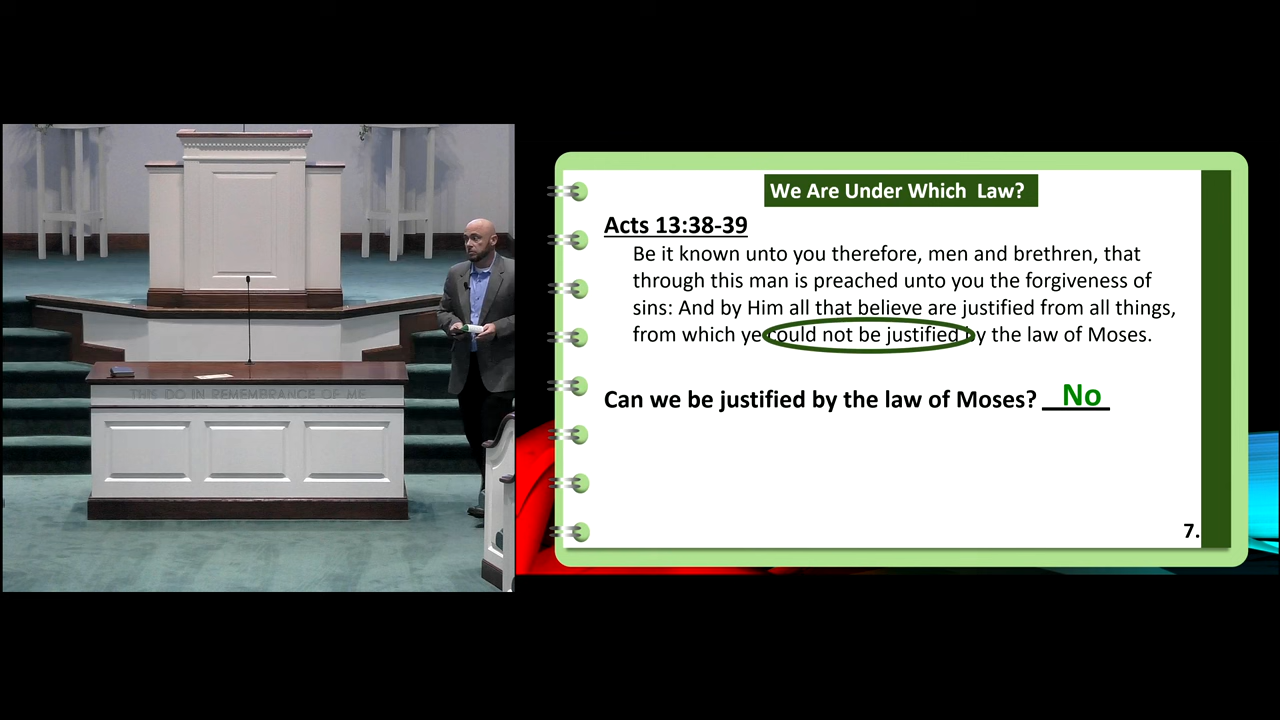 THIS DO IN REMEMBRANCE OF ME
We Are Under Which Law?
Acts 13:38-39
Be it known unto you therefore, men and brethren, that
through this man is preached unto you the forgiveness of
sins: And by Him all that believe are justified from all things,
from which ye could not be justified by the law of Moses.
Can we be justified by the law of Moses? No
7.